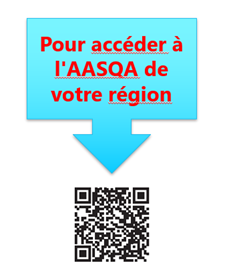 Pour accéder à
l'AASQA de
votre région